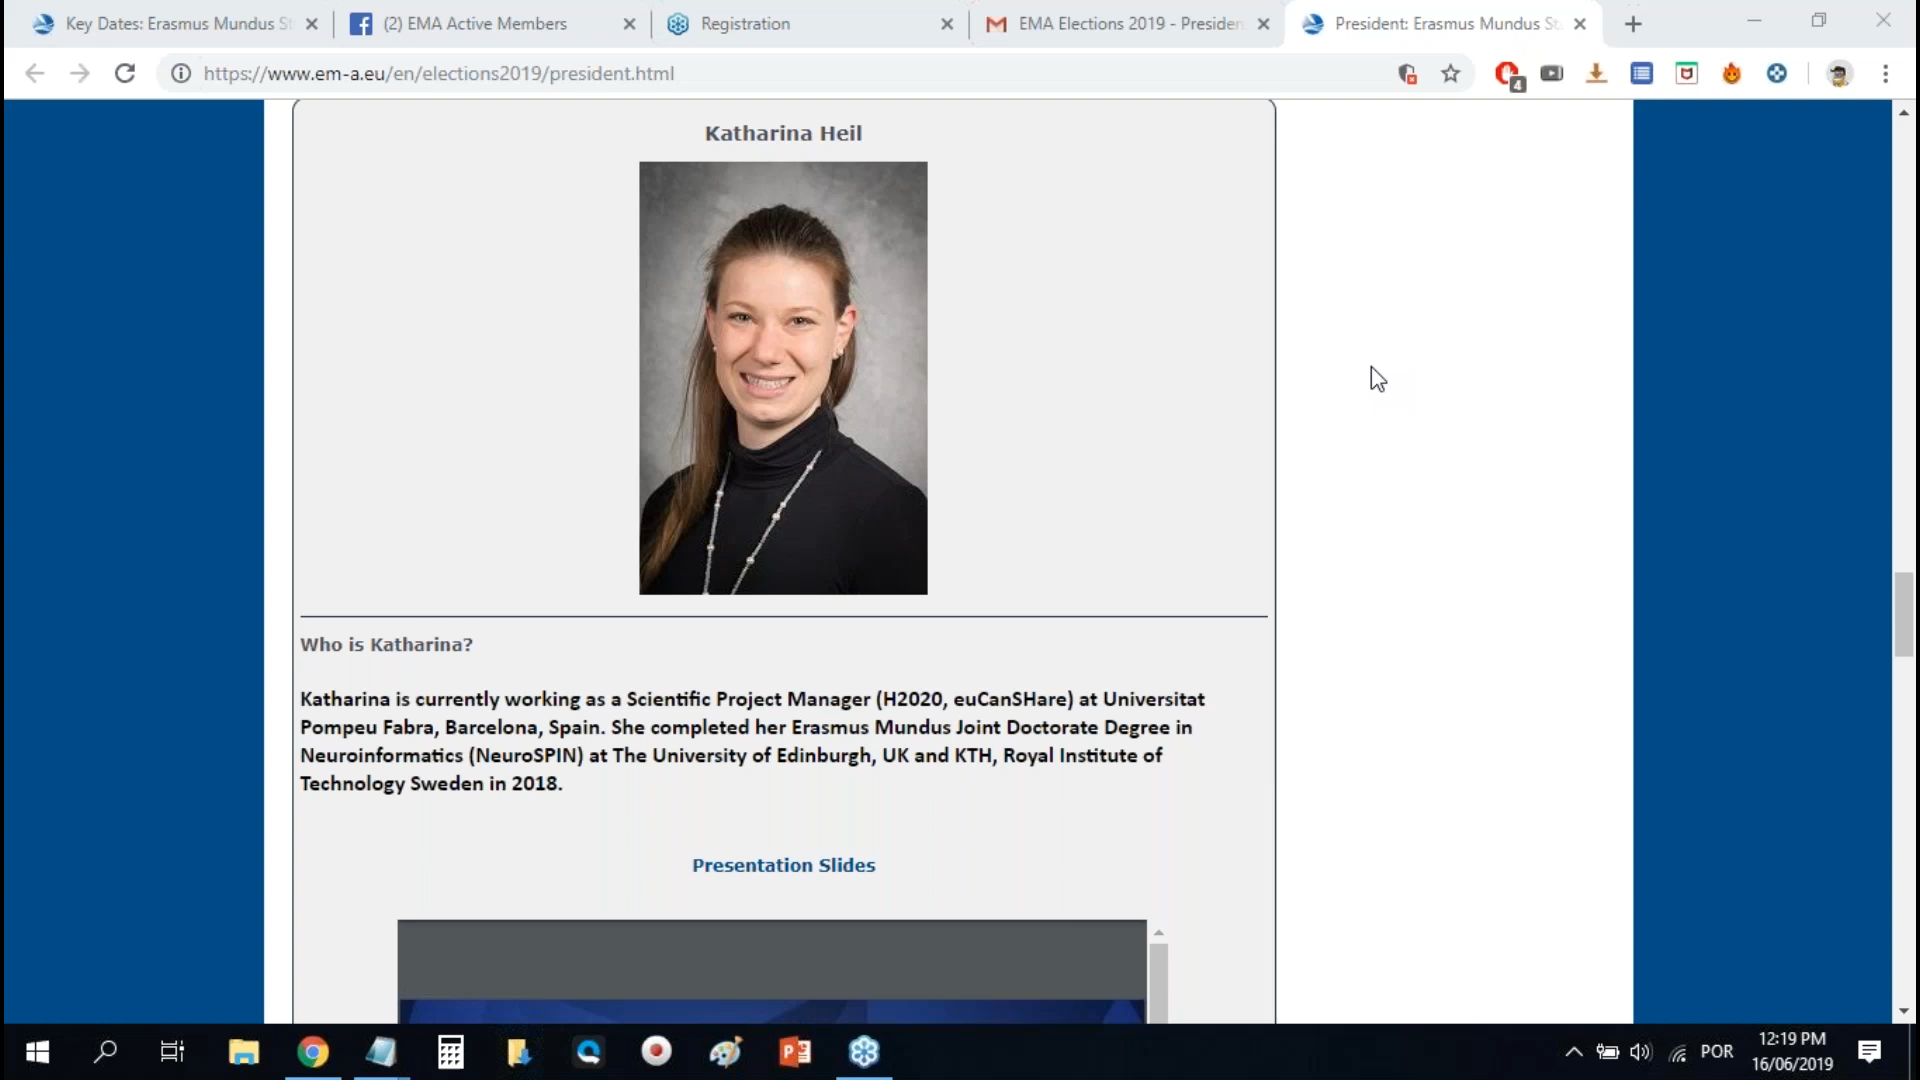 Key Dates: Erasmus Mundus St
(2) EMA Active Members
Registration
EMA Elections 2019 - Presiden
President: Erasmus Mundus St
https://www.em-a.eu/en/elections2019/president.html
4
Katharina Heil
Who is Katharina?
Katharina is currently working as a Scientific Project Manager (H2020, euCanSHare) at Universitat
Pompeu Fabra, Barcelona, Spain. She completed her Erasmus Mundus Joint Doctorate Degree in
Neuroinformatics (NeuroSPIN) at The University of Edinburgh, UK and KTH, Royal Institute of
Technology Sweden in 2018.
Presentation Slides
POR
12:19 PM
16/06/2019